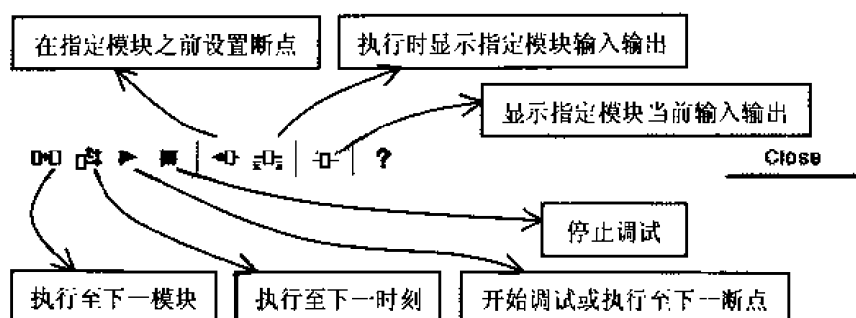 在指定模块之前设置断点
执行时显示指定模块输入输出
显示指定模块当前输入输出
?
Close
停止调试
执行至下一模块
执行至下一时刻
开始调试或执行至下一断点